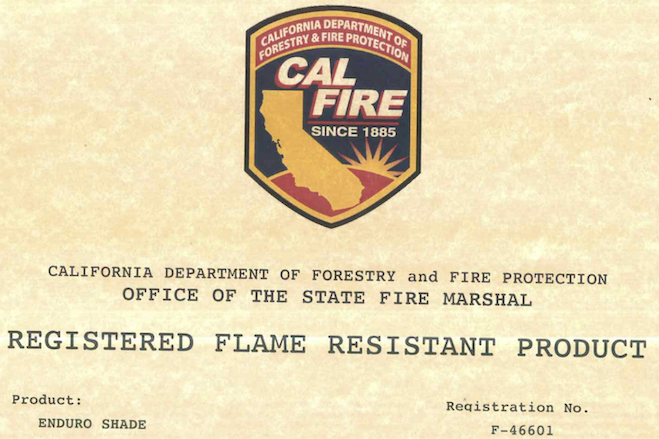 CALIFORNIA DEPARTMENT OF
FORESTRY & FIRE PROTECTION
CAL
FIRE
SINCE 1885
CALIFORNIA DEPARTMENT OF FORESTRY and FIRE PROTECTION
OFFICE OF THE STATE FIRE MARSHAL
REGISTERED FLAME RESISTANT PRODUCT
Product:
Registration No.
ENDURO SHADE
F-46601